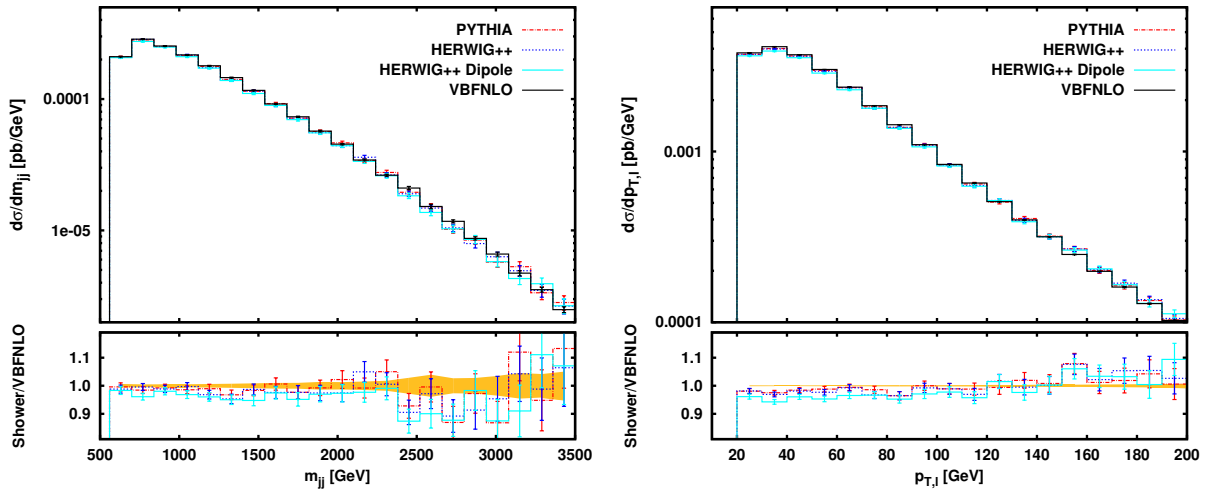 PYTHIA
HERWIG++
HERWIG++ Dipole
VBFNLO
dσ/dm_jj [pb/GeV]
0.0001
1e-05
Shower/VBFNLO
1.1
1.0
0.9
500 1000 1500 2000 2500 3000 3500
m_jj [GeV]
PYTHIA
HERWIG++
HERWIG++ Dipole
VBFNLO
dσ/dp_T,l [pb/GeV]
0.001
0.0001
Shower/VBFNLO
1.1
1.0
0.9
20 40 60 80 100 120 140 160 180 200
p_T,l [GeV]